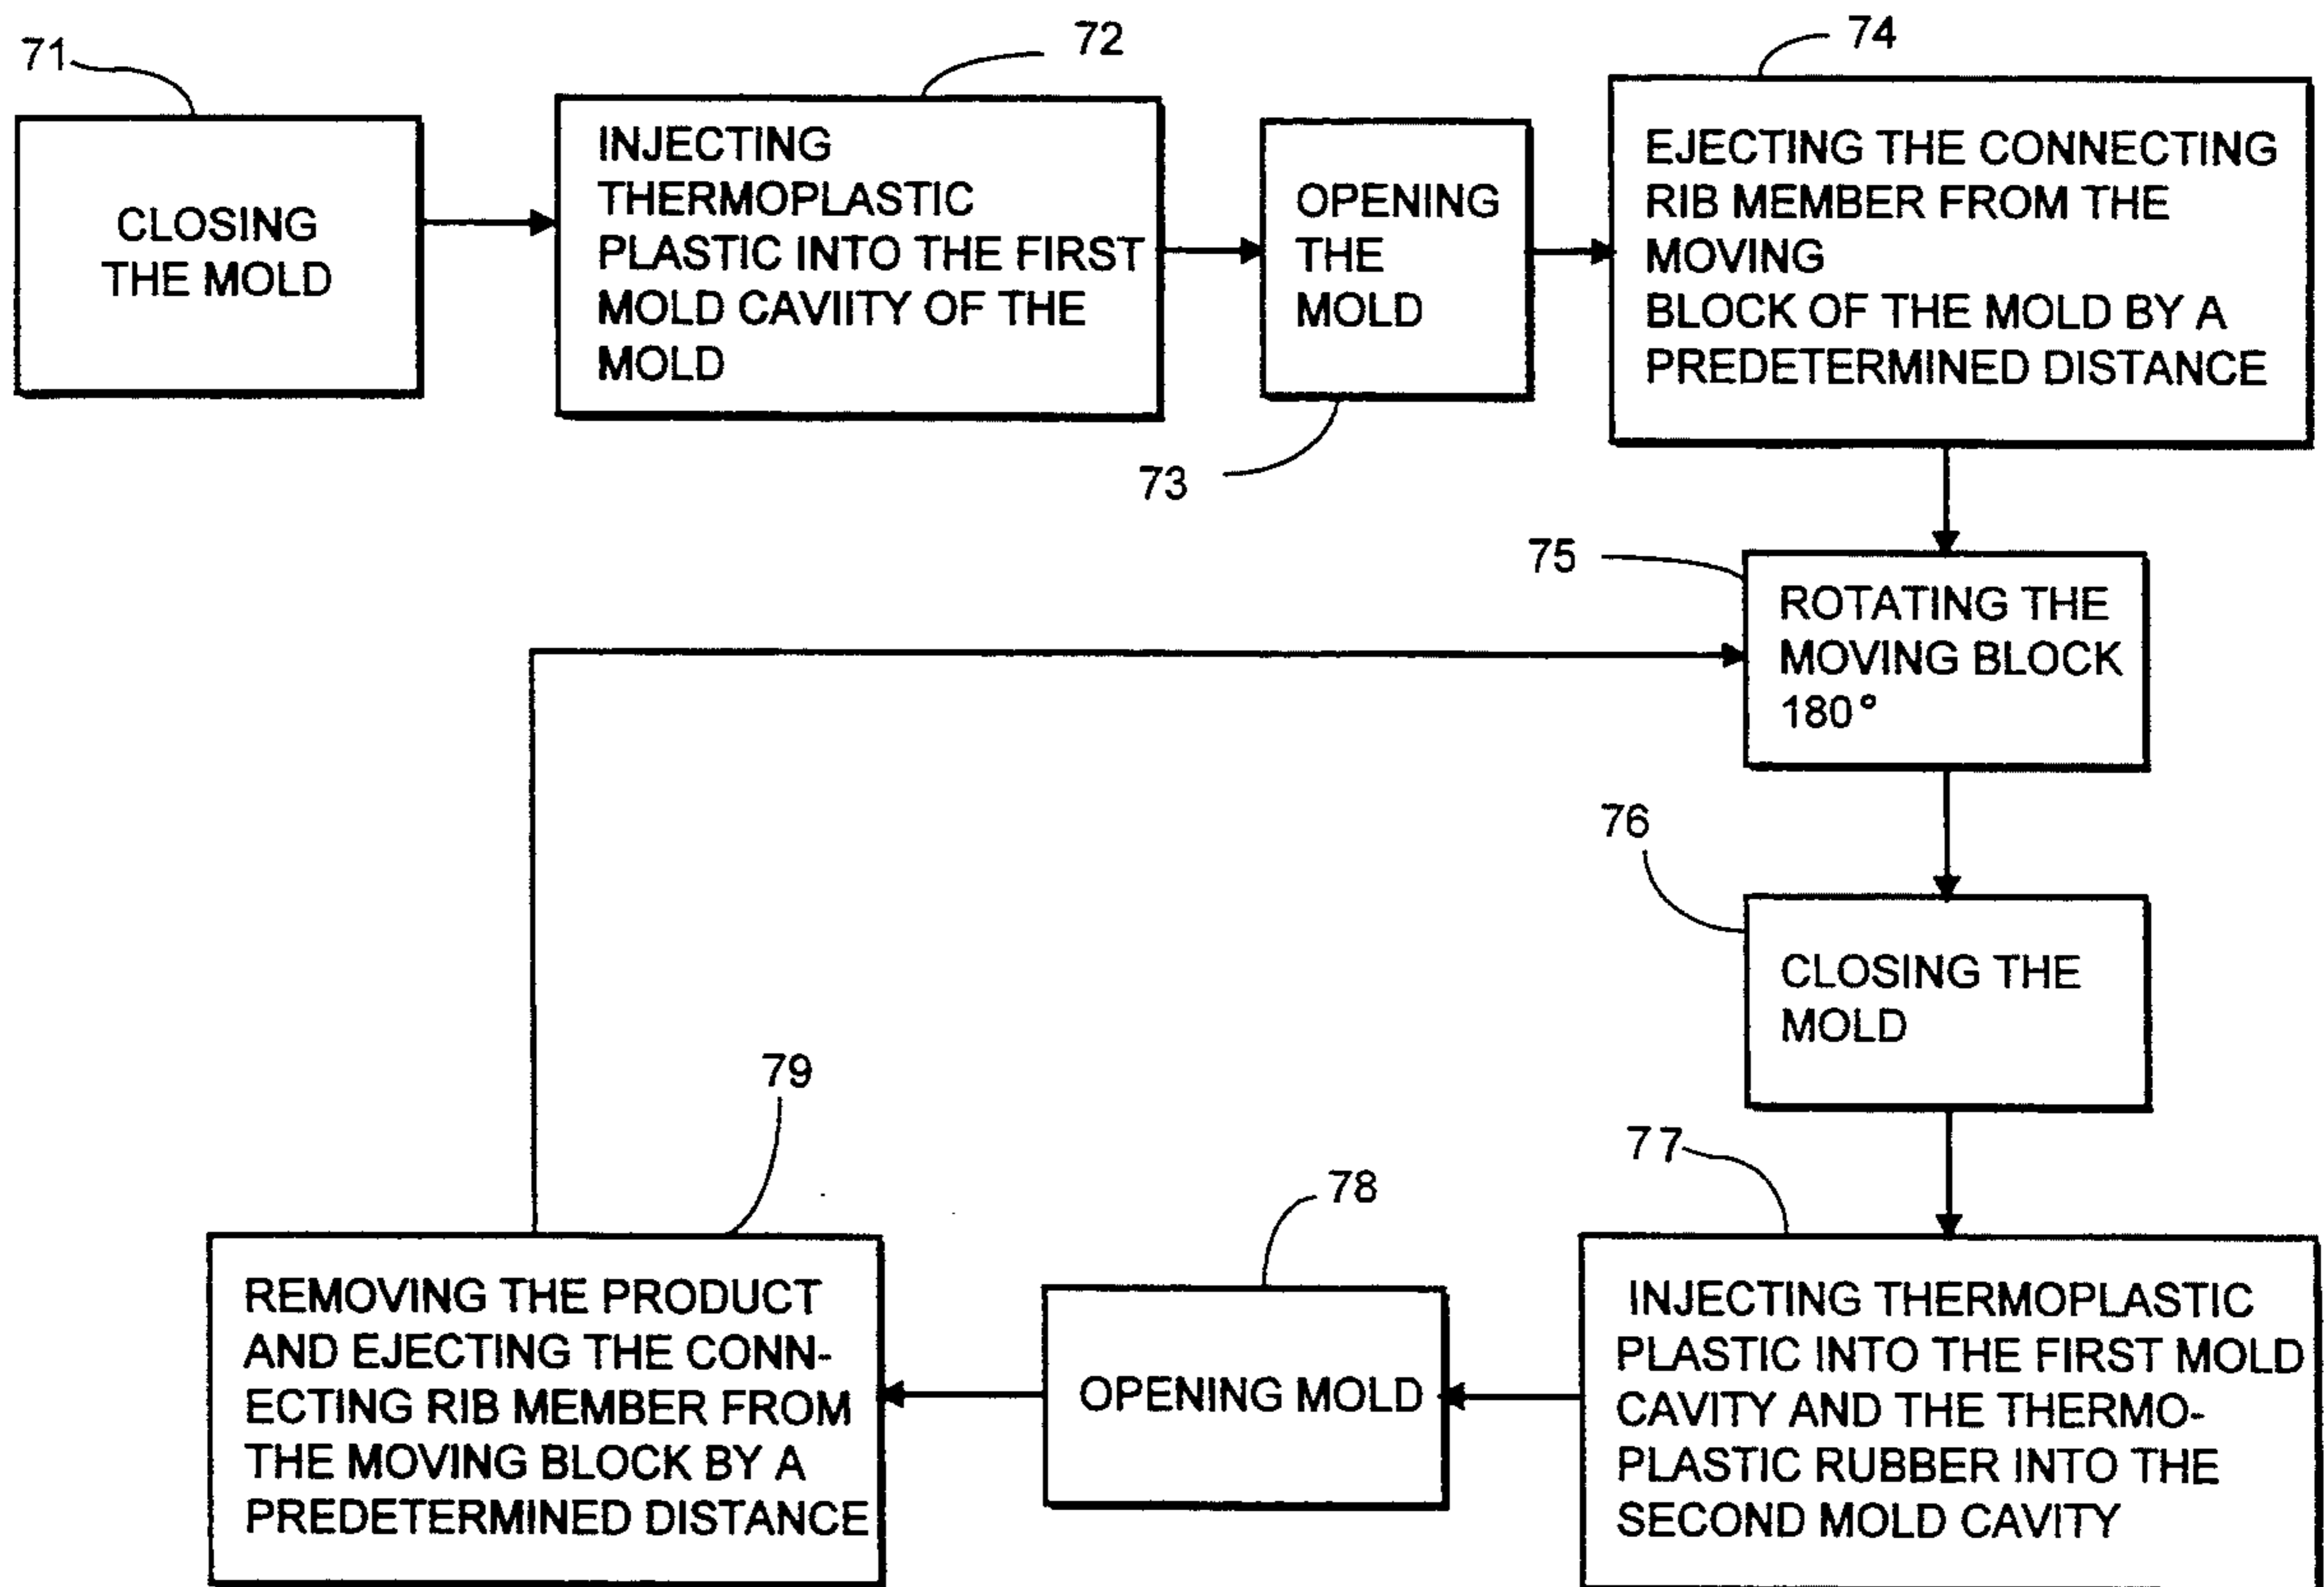 71
CLOSING
THE MOLD
72
INJECTING
THERMOPLASTIC
PLASTIC INTO THE FIRST
MOLD CAVIITY OF THE
MOLD
OPENING
THE
MOLD
73
74
EJECTING THE CONNECTING
RIB MEMBER FROM THE
MOVING
BLOCK OF THE MOLD BY A
PREDETERMINED DISTANCE
75
ROTATING THE
MOVING BLOCK
180°
76
CLOSING THE
MOLD
77
INJECTING THERMOPLASTIC
PLASTIC INTO THE FIRST MOLD
CAVITY AND THE THERMO-
PLASTIC RUBBER INTO THE
SECOND MOLD CAVITY
78
OPENING MOLD
79
REMOVING THE PRODUCT
AND EJECTING THE CONN-
ECTING RIB MEMBER FROM
THE MOVING BLOCK BY A
PREDETERMINED DISTANCE